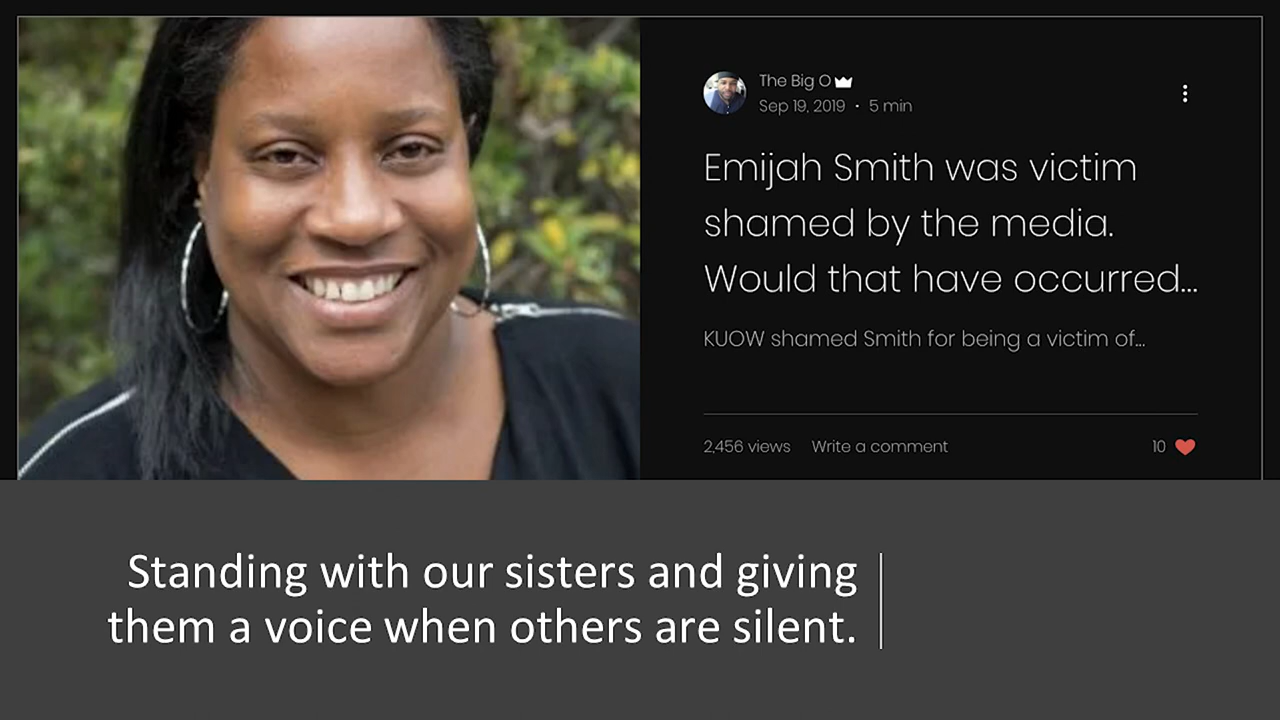 The Big O
Sep 19, 2019 · 5 min
Emijah Smith was victim
shamed by the media.
Would that have occurred...
KUOW shamed Smith for being a victim of...
2,456 views Write a comment 10
Standing with our sisters and giving
them a voice when others are silent.